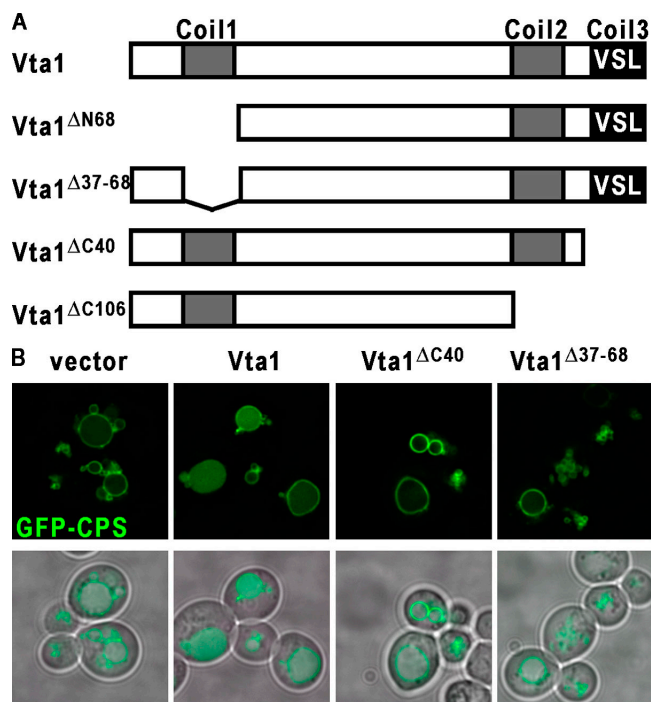 A
Coil1 Coil2 Coil3
Vta1 VSL
Vta1ΔN68 VSL
Vta1Δ37-68 VSL
Vta1ΔC40
Vta1ΔC106
B
vector Vta1 Vta1ΔC40 Vta1Δ37-68
GFP-CPS